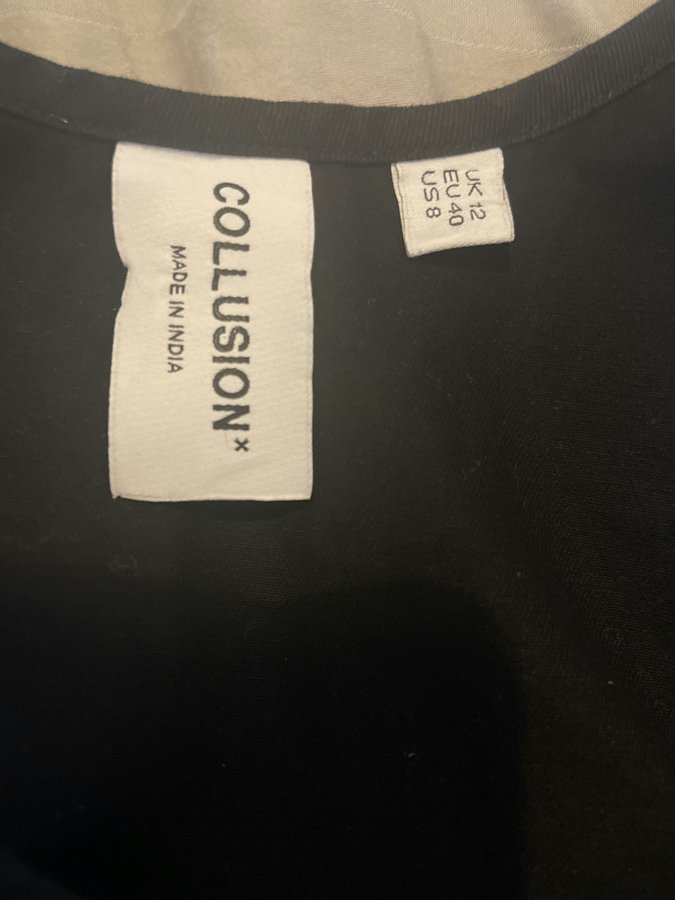 COLLUSION×
MADE IN INDIA
UK 12
EU 40
US 8